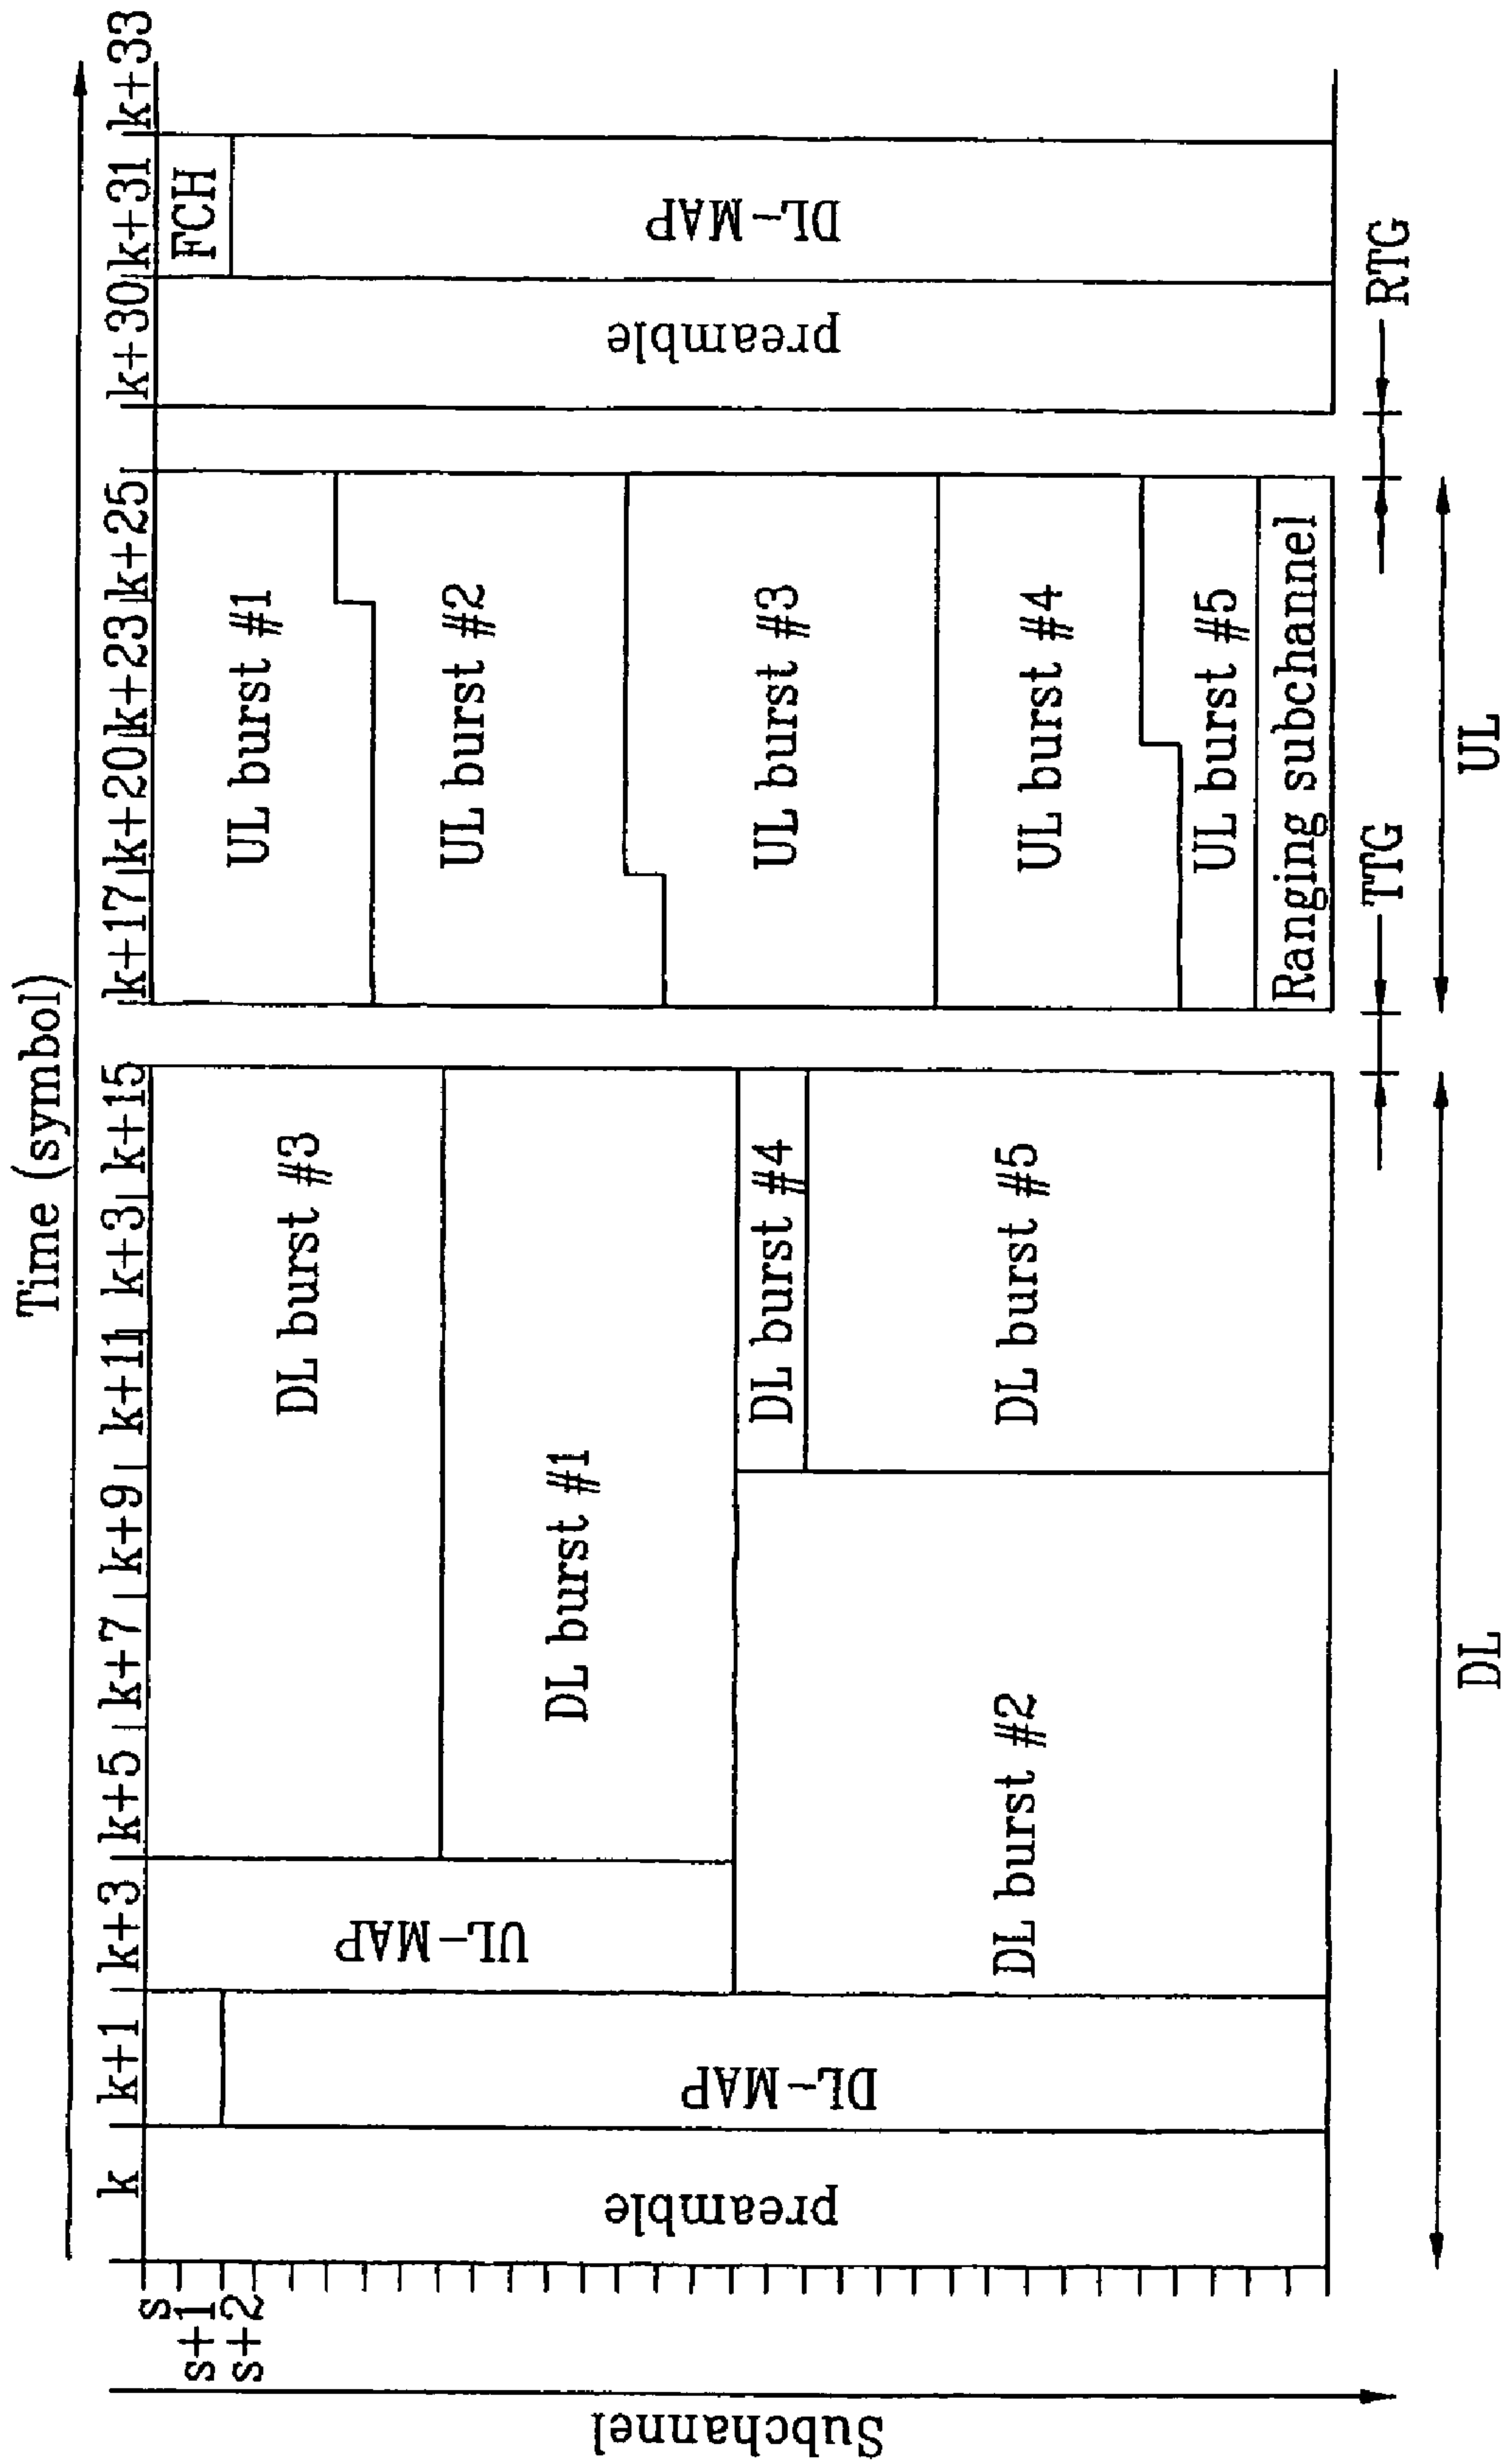 Time (symbol)
k k+1 k+3 k+5 k+7 k+9 k+11 k+3 k+15 k+17 k+20 k+23 k+25 k+30 k+31 k+33
s
s+1
s+2
Subchannel
preamble
DL-MAP
UL-MAP
DL burst #3
DL burst #1
DL burst #2
DL burst #4
DL burst #5
UL burst #1
UL burst #2
UL burst #3
UL burst #4
UL burst #5
Ranging subchannel
preamble
FCH
DL-MAP
TTG
RTG
DL
UL